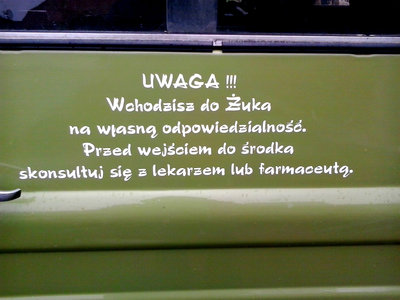 UWAGA !!!
Wchodzisz do Żuka
na własną odpowiedzialność.
Przed wejściem do środka
skonsultuj się z lekarzem lub farmaceutą.